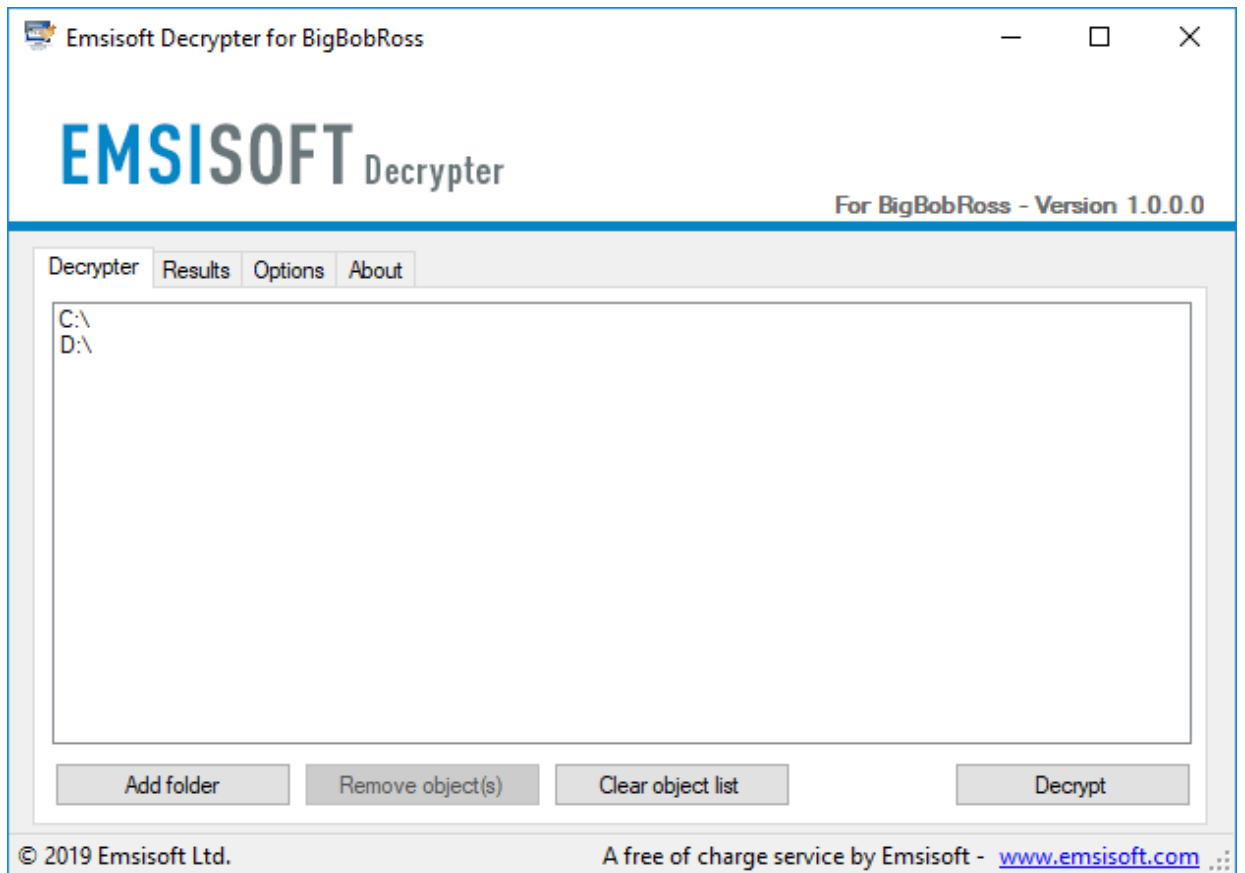 Emsisoft Decrypter for BigBobRoss
EMSISOFT Decrypter
For BigBobRoss - Version 1.0.0.0
Decrypter Results Options About
C:\
D:\
Add folder Remove object(s) Clear object list Decrypt
© 2019 Emsisoft Ltd. A free of charge service by Emsisoft - www.emsisoft.com